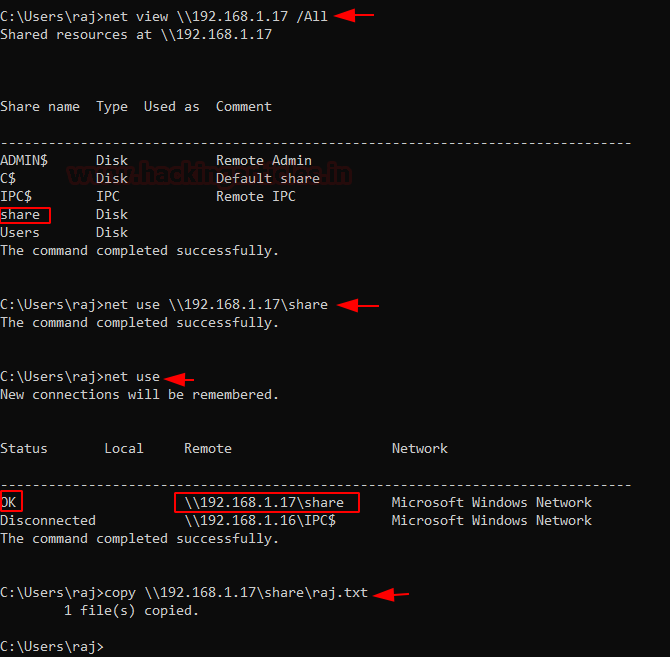 C:\Users\raj>net view \\192.168.1.17 /All
Shared resources at \\192.168.1.17
Share name  Type  Used as  Comment
-------------------------------------------------------------------------------
ADMIN$      Disk           Remote Admin
www.hackingarticles.in
C$          Disk           Default share
IPC$        IPC            Remote IPC
share       Disk
Users       Disk
The command completed successfully.
C:\Users\raj>net use \\192.168.1.17\share
The command completed successfully.
C:\Users\raj>net use
New connections will be remembered.
Status       Local     Remote                    Network
-------------------------------------------------------------------------------
OK                     \\192.168.1.17\share      Microsoft Windows Network
Disconnected           \\192.168.1.16\IPC$       Microsoft Windows Network
The command completed successfully.
C:\Users\raj>copy \\192.168.1.17\share\raj.txt
        1 file(s) copied.
C:\Users\raj>